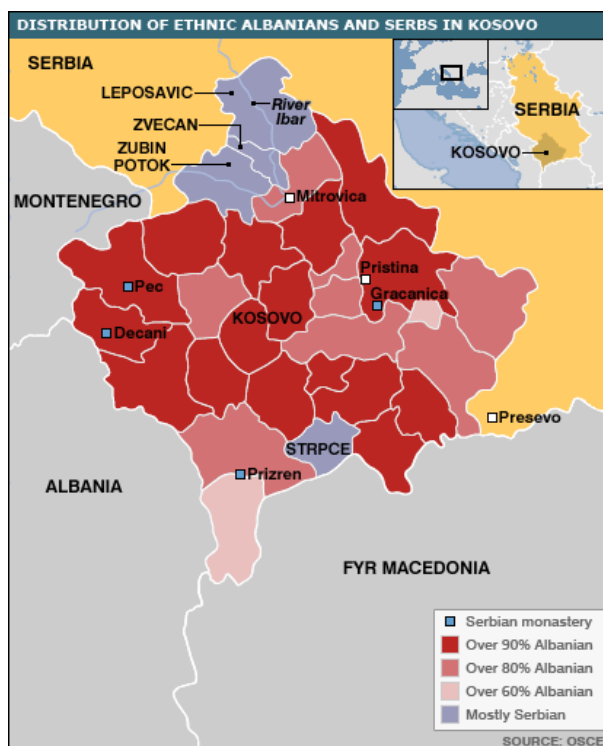 DISTRIBUTION OF ETHNIC ALBANIANS AND SERBS IN KOSOVO
SERBIA
LEPOSAVIC
River
Ibar
ZVECAN
ZUBIN
POTOK
SERBIA
KOSOVO
MONTENEGRO
Mitrovica
Pristina
Pec
Gracanica
KOSOVO
Decani
Presevo
STRPCE
Prizren
ALBANIA
FYR MACEDONIA
Serbian monastery
Over 90% Albanian
Over 80% Albanian
Over 60% Albanian
Mostly Serbian
SOURCE: OSCE